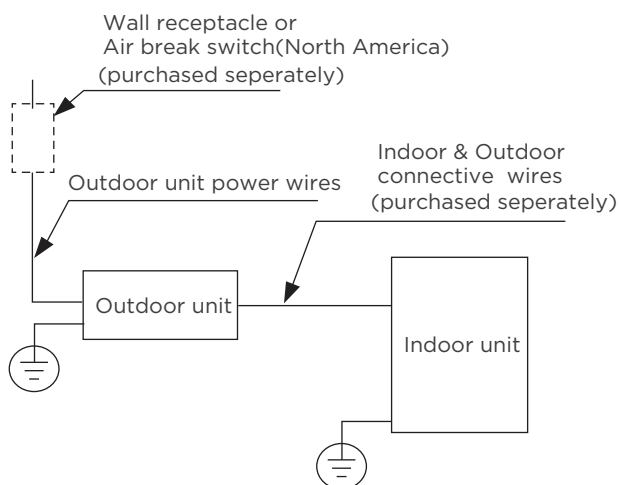 Wall receptacle or
Air break switch(North America)
(purchased seperately)
Indoor & Outdoor
connective wires
(purchased seperately)
Outdoor unit power wires
Outdoor unit
Indoor unit